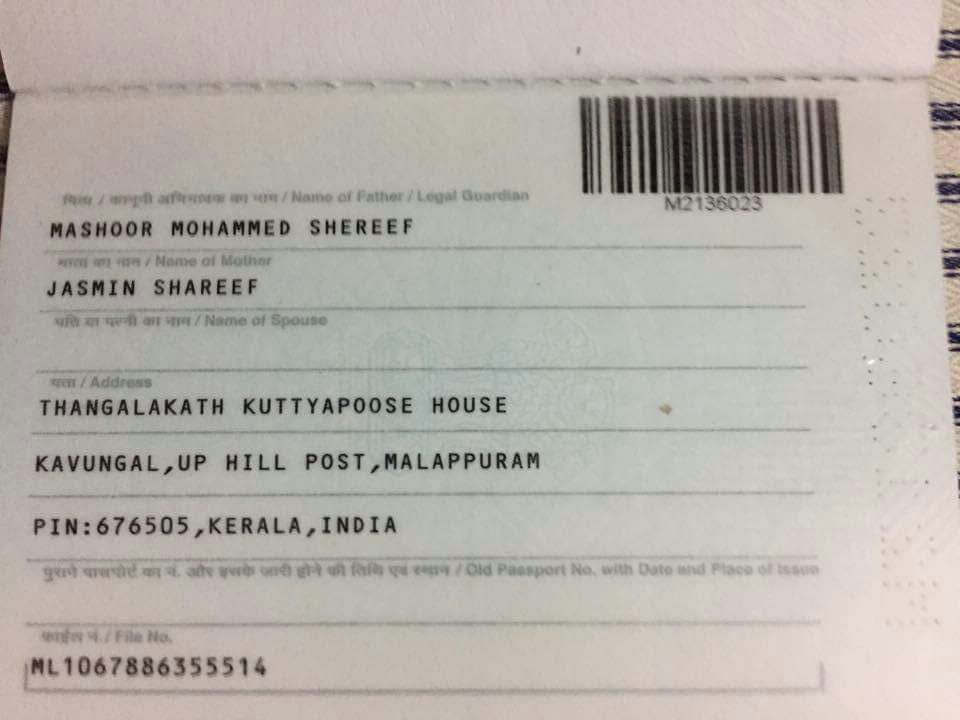 M2136023
पिता / कानूनी अभिभावक का नाम / Name of Father / Legal Guardian
MASHOOR MOHAMMED SHEREEF
माता का नाम / Name of Mother
JASMIN SHAREEF
पति या पत्नी का नाम / Name of Spouse
पता / Address
THANGALAKATH KUTTYAPOOSE HOUSE
KAVUNGAL,UP HILL POST,MALAPPURAM
PIN:676505,KERALA,INDIA
पुराने पासपोर्ट का नं. और इसके जारी होने की तिथि एवं स्थान / Old Passport No. with Date and Place of Issue
फाईल नं. / File No.
ML1067886355514